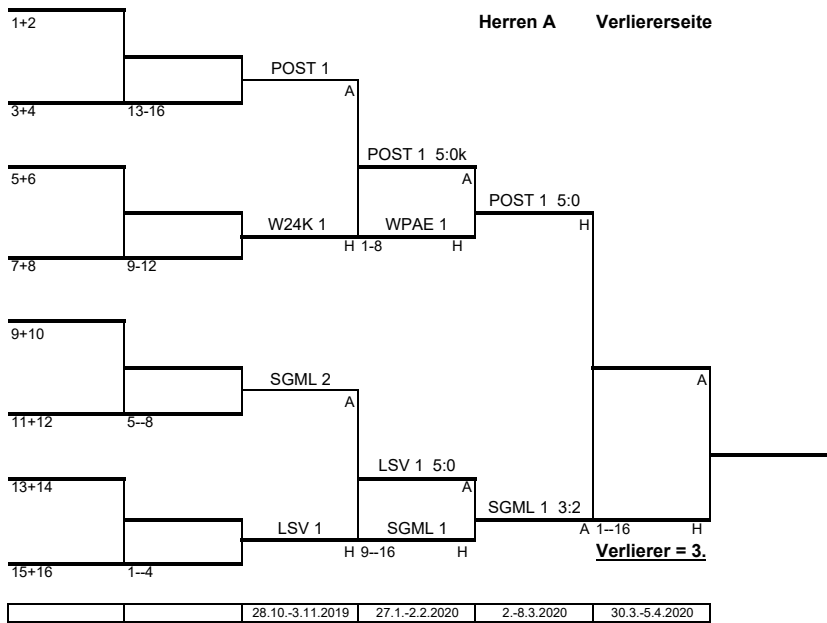 Herren A Verliererseite
1+2
POST 1
A
3+4 13-16
POST 1 5:0k
5+6 A
POST 1 5:0
W24K 1 WPAE 1 H
H 1-8 H
7+8 9-12
9+10
SGML 2 A
A
11+12 5--8
LSV 1 5:0
13+14 A
SGML 1 3:2
LSV 1 SGML 1 A 1--16 H
H 9--16 H Verlierer = 3.
15+16 1--4
28.10.-3.11.2019 27.1.-2.2.2020 2.-8.3.2020 30.3.-5.4.2020